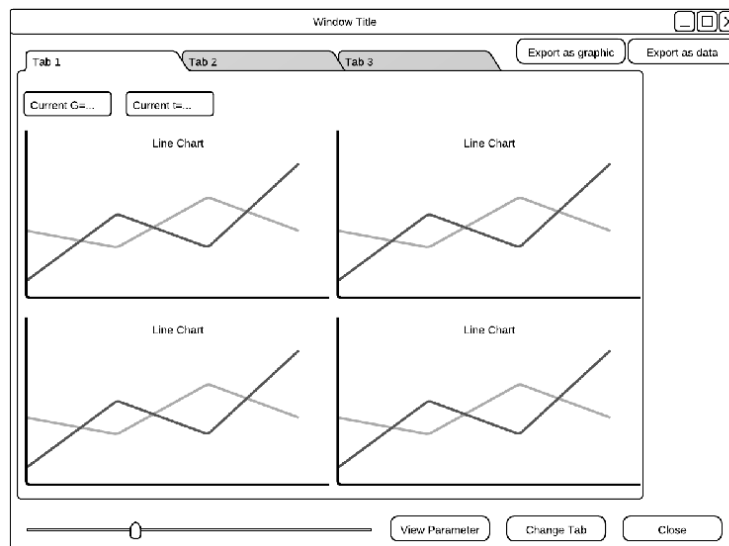 Window Title
Export as graphic
Export as data
Tab 1
Tab 2
Tab 3
Current G=...
Current t=...
Line Chart
Line Chart
Line Chart
Line Chart
View Parameter
Change Tab
Close